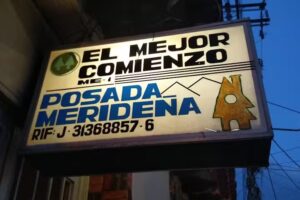 EL MEJOR
COMIENZO
POSADA
MERIDEÑA
RIF: J-31368857-6